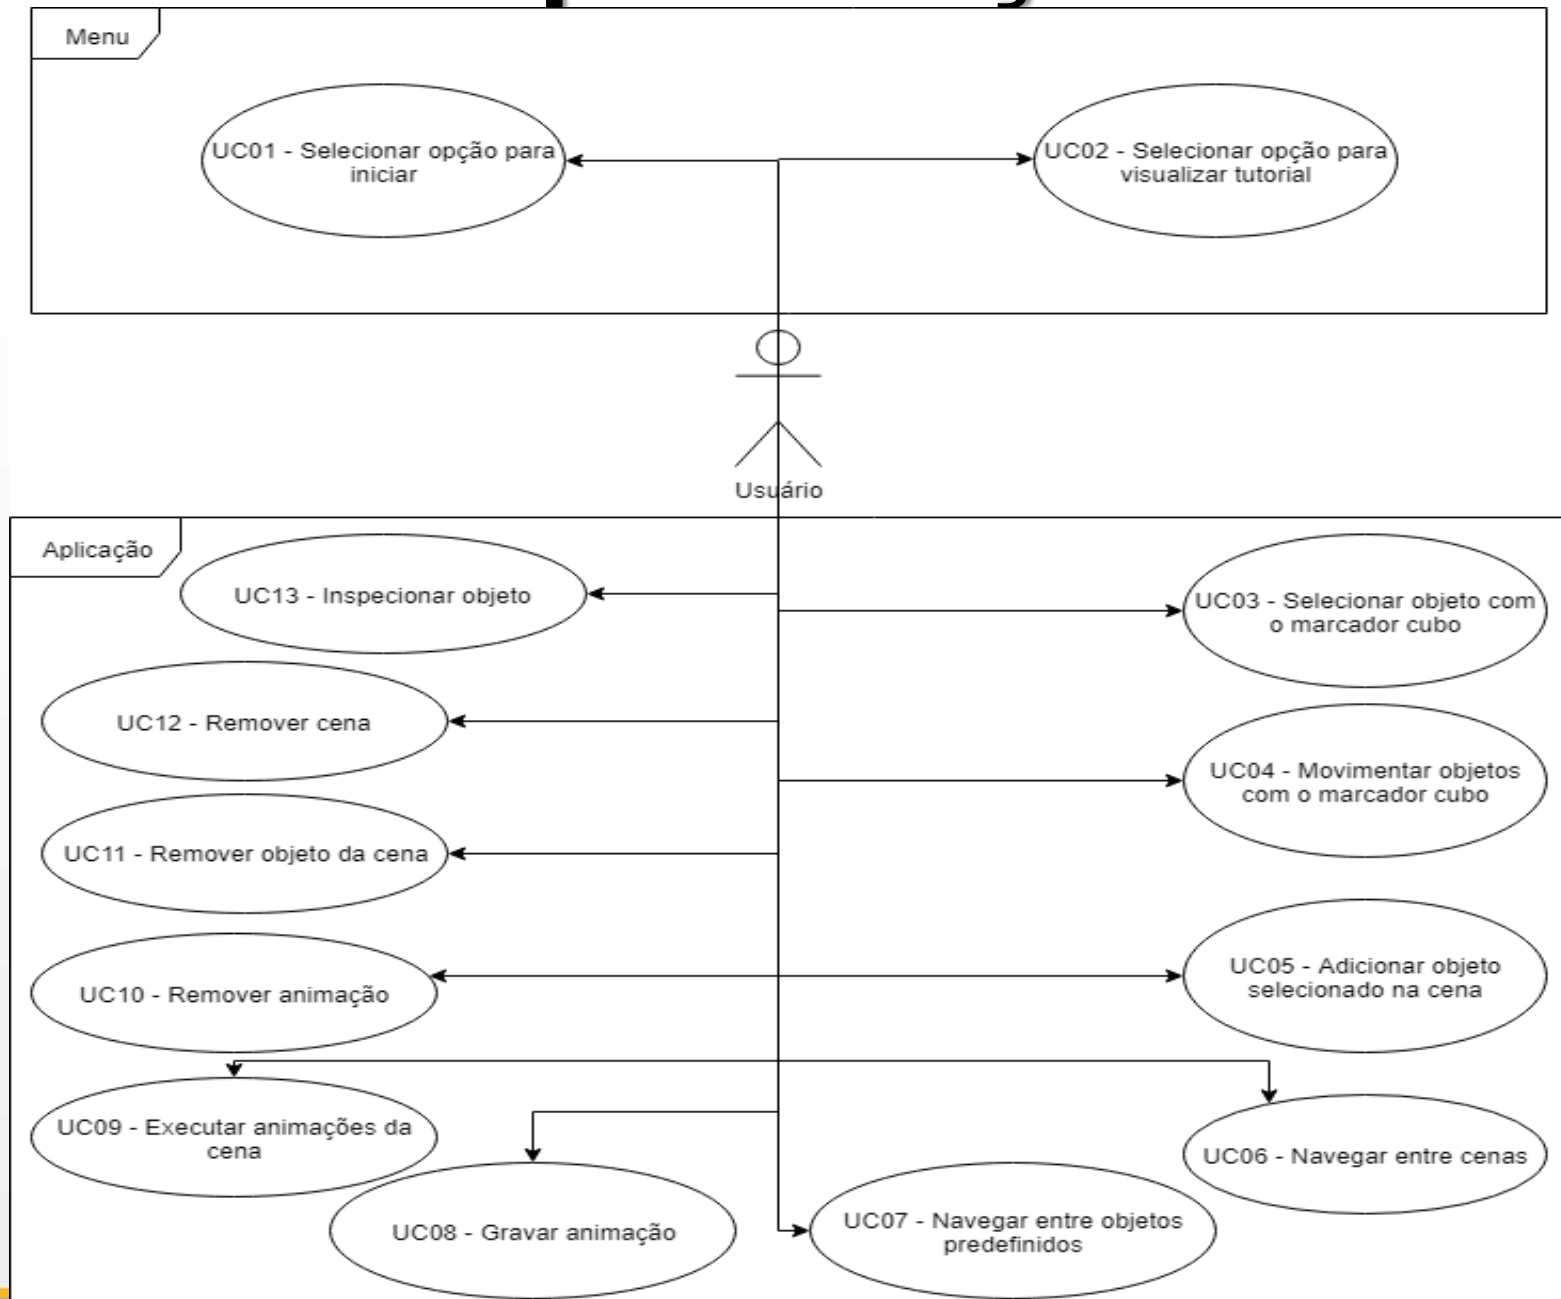 Menu
UC01 - Selecionar opção para
iniciar
UC02 - Selecionar opção para
visualizar tutorial
Usuário
Aplicação
UC13 - Inspecionar objeto
UC03 - Selecionar objeto com
o marcador cubo
UC12 - Remover cena
UC04 - Movimentar objetos
com o marcador cubo
UC11 - Remover objeto da cena
UC05 - Adicionar objeto
selecionado na cena
UC10 - Remover animação
UC09 - Executar animações da
cena
UC06 - Navegar entre cenas
UC08 - Gravar animação
UC07 - Navegar entre objetos
predefinidos